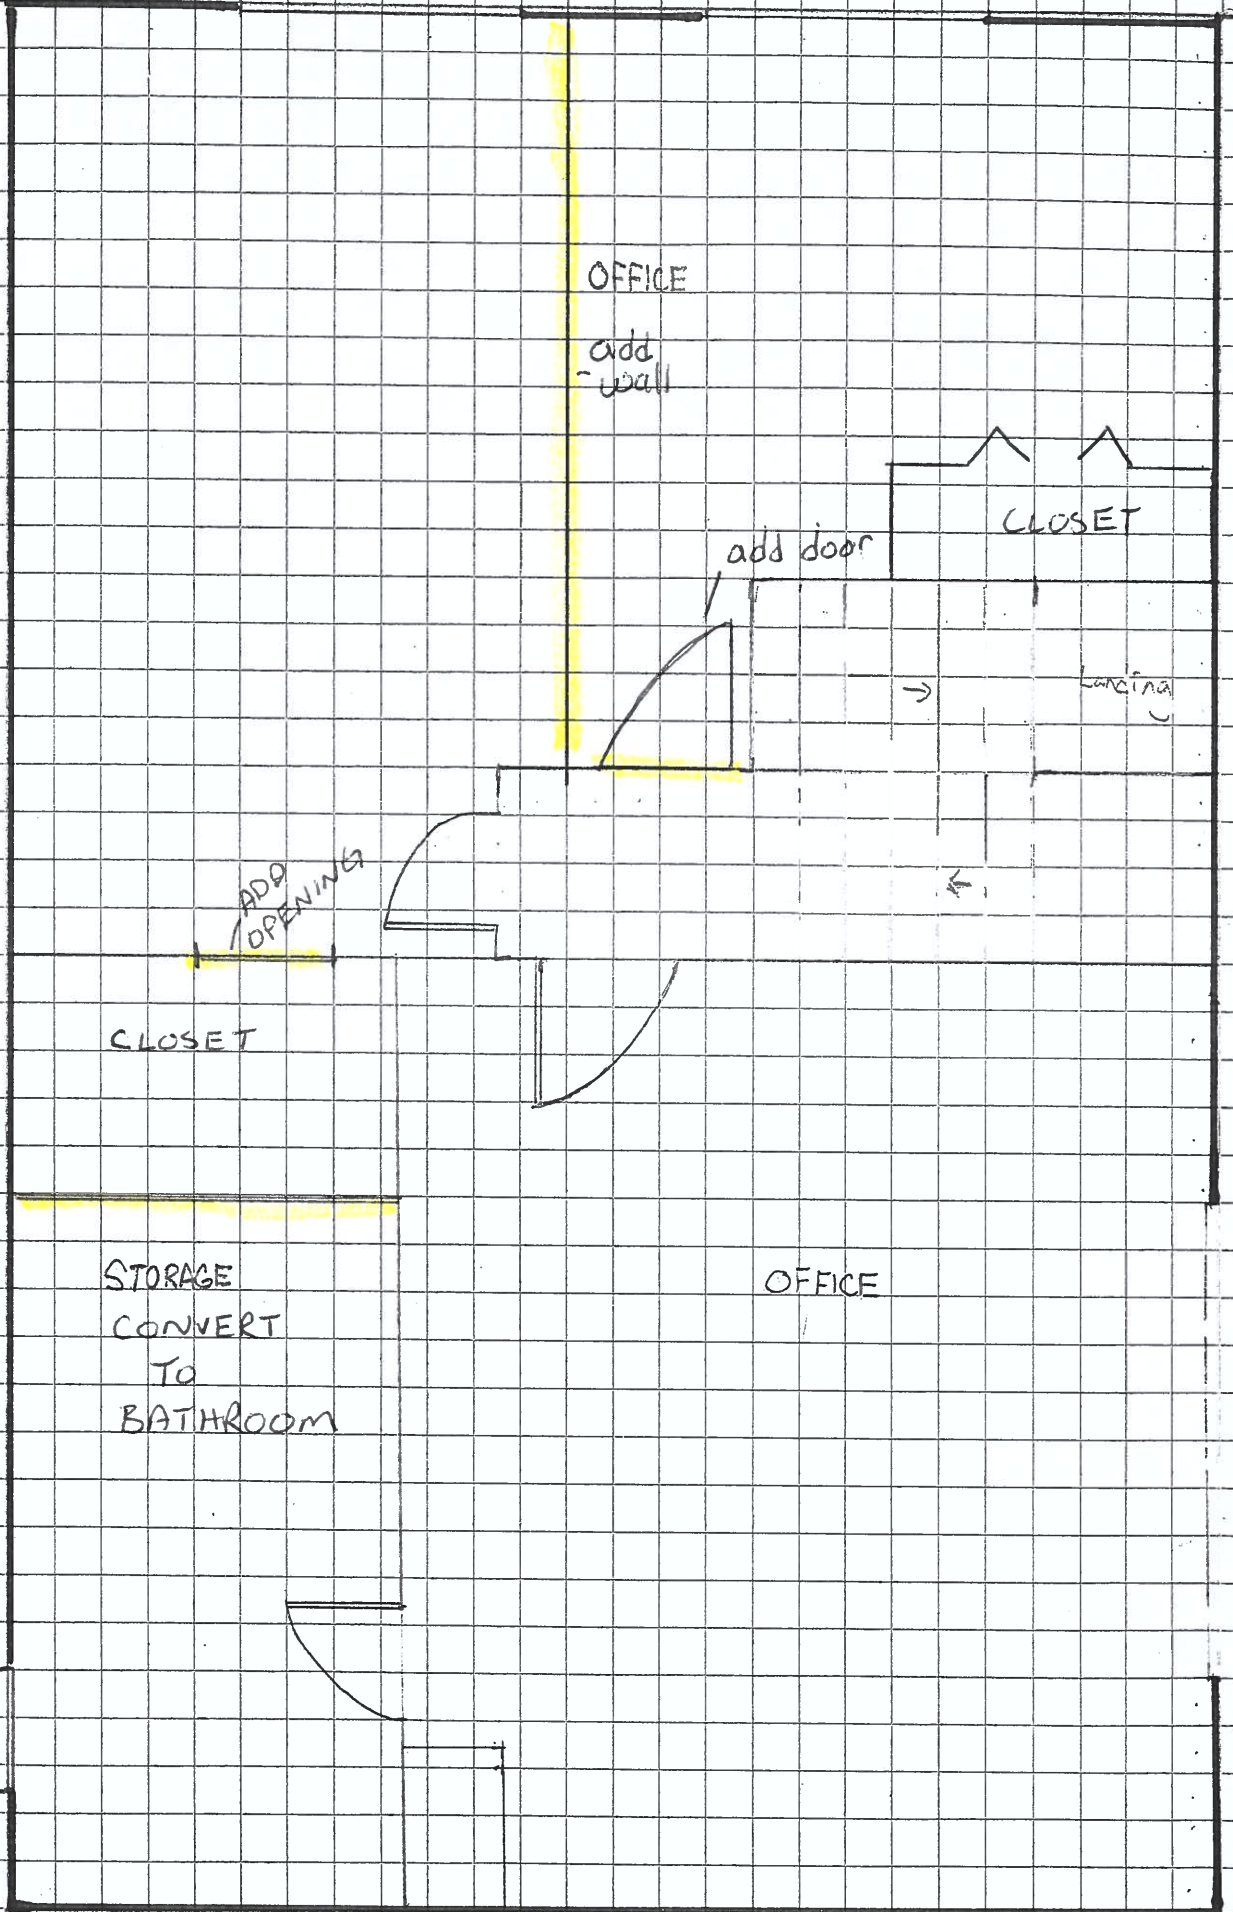 OFFICE
add
wall
CLOSET
add door
Landing
ADD
OPENING
CLOSET
STORAGE
CONVERT
TO
BATHROOM
OFFICE